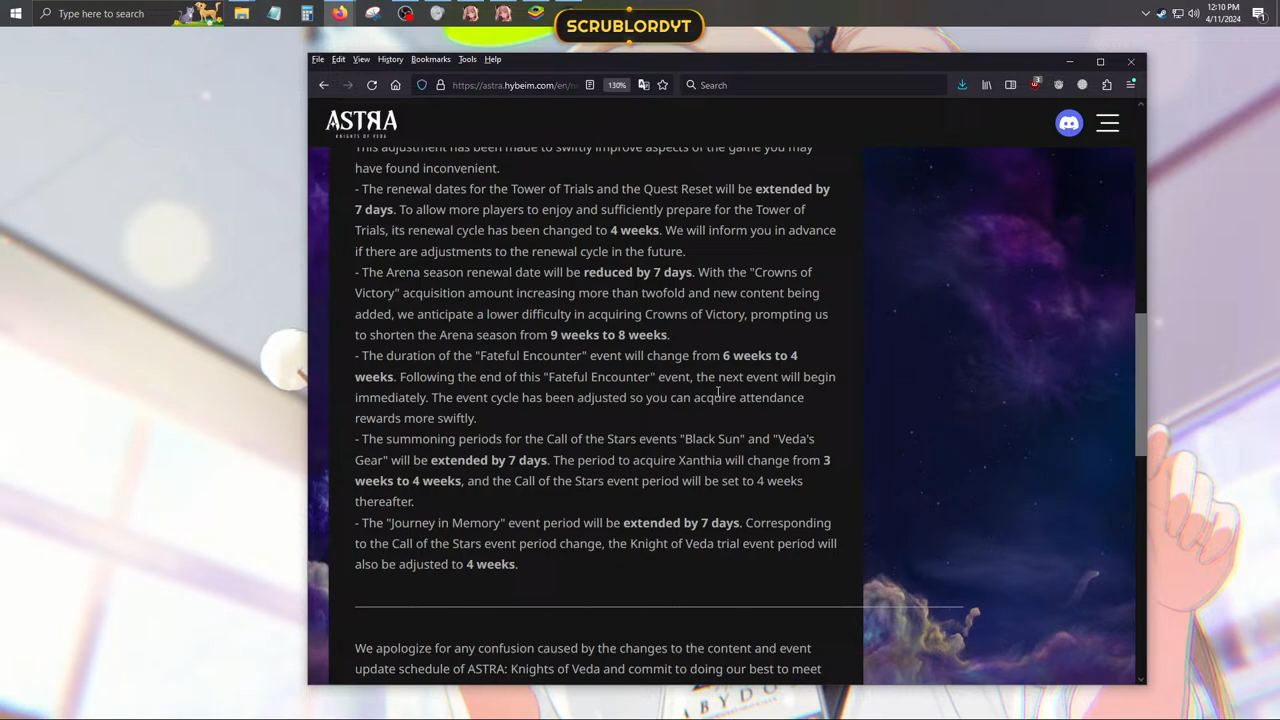 Type here to search
SCRUBLORDYT
12:10 PM
4/11/2024
File Edit View History Bookmarks Tools Help
https://astra.hybeim.com/en/n
130%
Search
3
ASTRA
KNIGHTS OF VEDA
This adjustment has been made to swiftly improve aspects of the game you may
have found inconvenient.
- The renewal dates for the Tower of Trials and the Quest Reset will be extended by
7 days. To allow more players to enjoy and sufficiently prepare for the Tower of
Trials, its renewal cycle has been changed to 4 weeks. We will inform you in advance
if there are adjustments to the renewal cycle in the future.
- The Arena season renewal date will be reduced by 7 days. With the "Crowns of
Victory" acquisition amount increasing more than twofold and new content being
added, we anticipate a lower difficulty in acquiring Crowns of Victory, prompting us
to shorten the Arena season from 9 weeks to 8 weeks.
- The duration of the "Fateful Encounter" event will change from 6 weeks to 4
weeks. Following the end of this "Fateful Encounter" event, the next event will begin
immediately. The event cycle has been adjusted so you can acquire attendance
rewards more swiftly.
- The summoning periods for the Call of the Stars events "Black Sun" and "Veda's
Gear" will be extended by 7 days. The period to acquire Xanthia will change from 3
weeks to 4 weeks, and the Call of the Stars event period will be set to 4 weeks
thereafter.
- The "Journey in Memory" event period will be extended by 7 days. Corresponding
to the Call of the Stars event period change, the Knight of Veda trial event period will
also be adjusted to 4 weeks.
We apologize for any confusion caused by the changes to the content and event
update schedule of ASTRA: Knights of Veda and commit to doing our best to meet